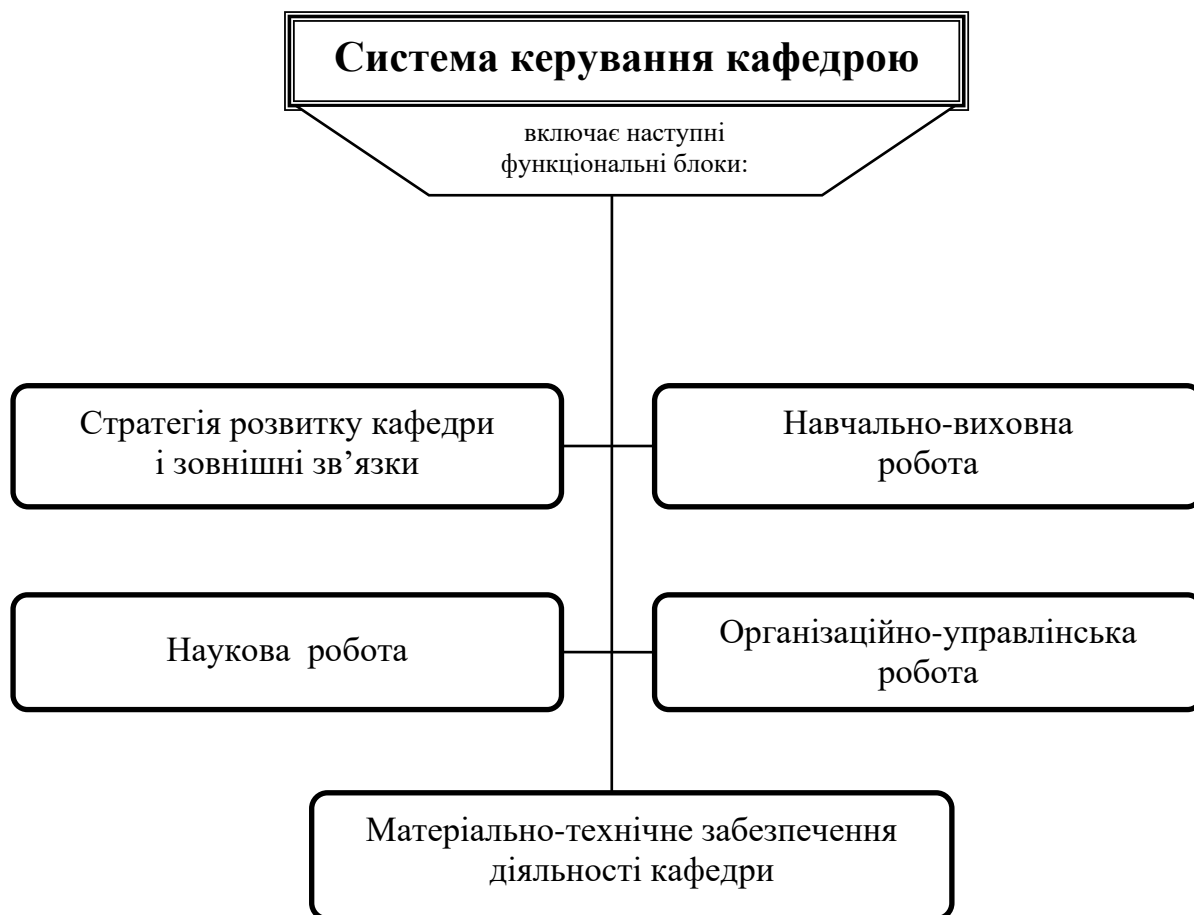 Система керування кафедрою
включає наступні
функціональні блоки:
Стратегія розвитку кафедри
і зовнішні зв’язки
Навчально-виховна
робота
Наукова  робота
Організаційно-управлінська
робота
Матеріально-технічне забезпечення
діяльності кафедри